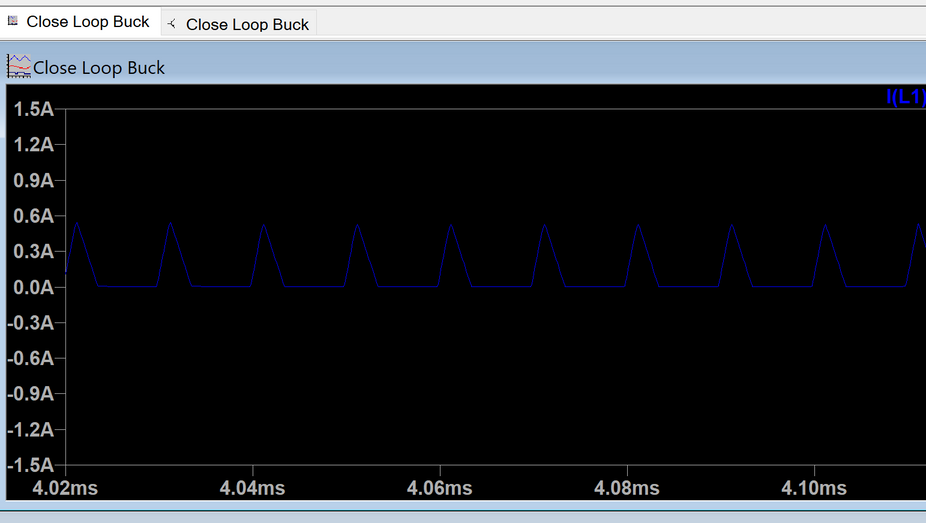 Close Loop Buck
Close Loop Buck
Close Loop Buck
I(L1)
1.5A
1.2A
0.9A
0.6A
0.3A
0.0A
-0.3A
-0.6A
-0.9A
-1.2A
-1.5A
4.02ms 4.04ms 4.06ms 4.08ms 4.10ms